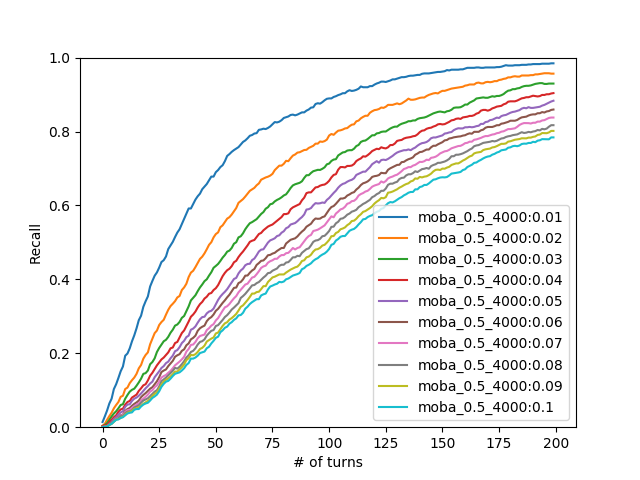 1.0
0.8
0.6
0.4
0.2
0.0
Recall
0 25 50 75 100 125 150 175 200
# of turns
moba_0.5_4000:0.01
moba_0.5_4000:0.02
moba_0.5_4000:0.03
moba_0.5_4000:0.04
moba_0.5_4000:0.05
moba_0.5_4000:0.06
moba_0.5_4000:0.07
moba_0.5_4000:0.08
moba_0.5_4000:0.09
moba_0.5_4000:0.1